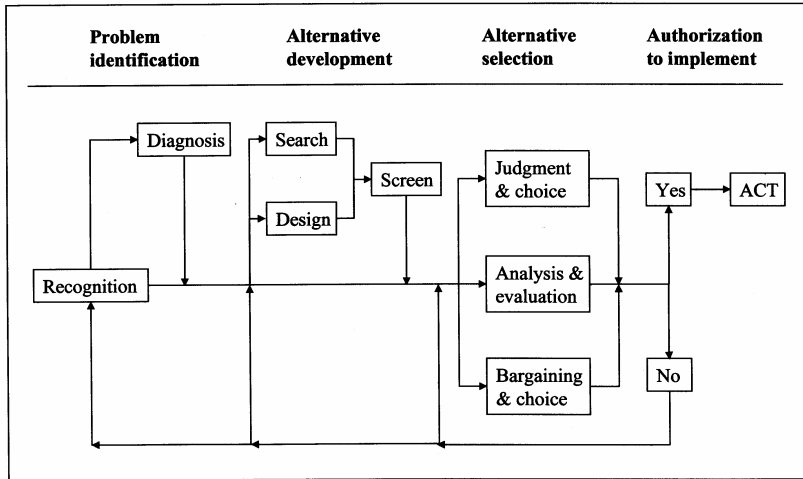 Problem
identification
Alternative
development
Alternative
selection
Authorization
to implement
Diagnosis
Search
Design
Screen
Recognition
Judgment
& choice
Analysis &
evaluation
Bargaining
& choice
Yes
ACT
No